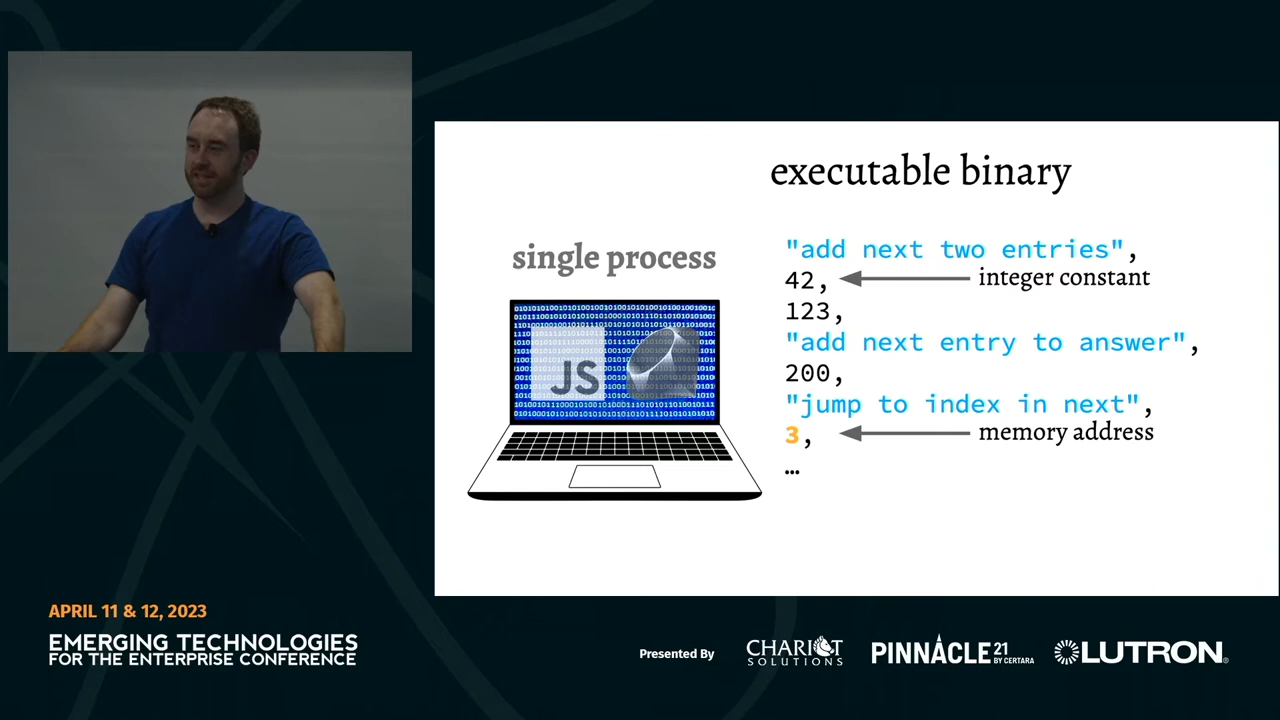 executable binary
single process
"add next two entries",
42,
integer constant
123,
"add next entry to answer",
200,
"jump to index in next",
3,
memory address
…
JS
APRIL 11 & 12, 2023
EMERGING TECHNOLOGIES
FOR THE ENTERPRISE CONFERENCE
Presented By
CHARIOT
SOLUTIONS
PINNACLE 21
BY CERTARA
LUTRON®